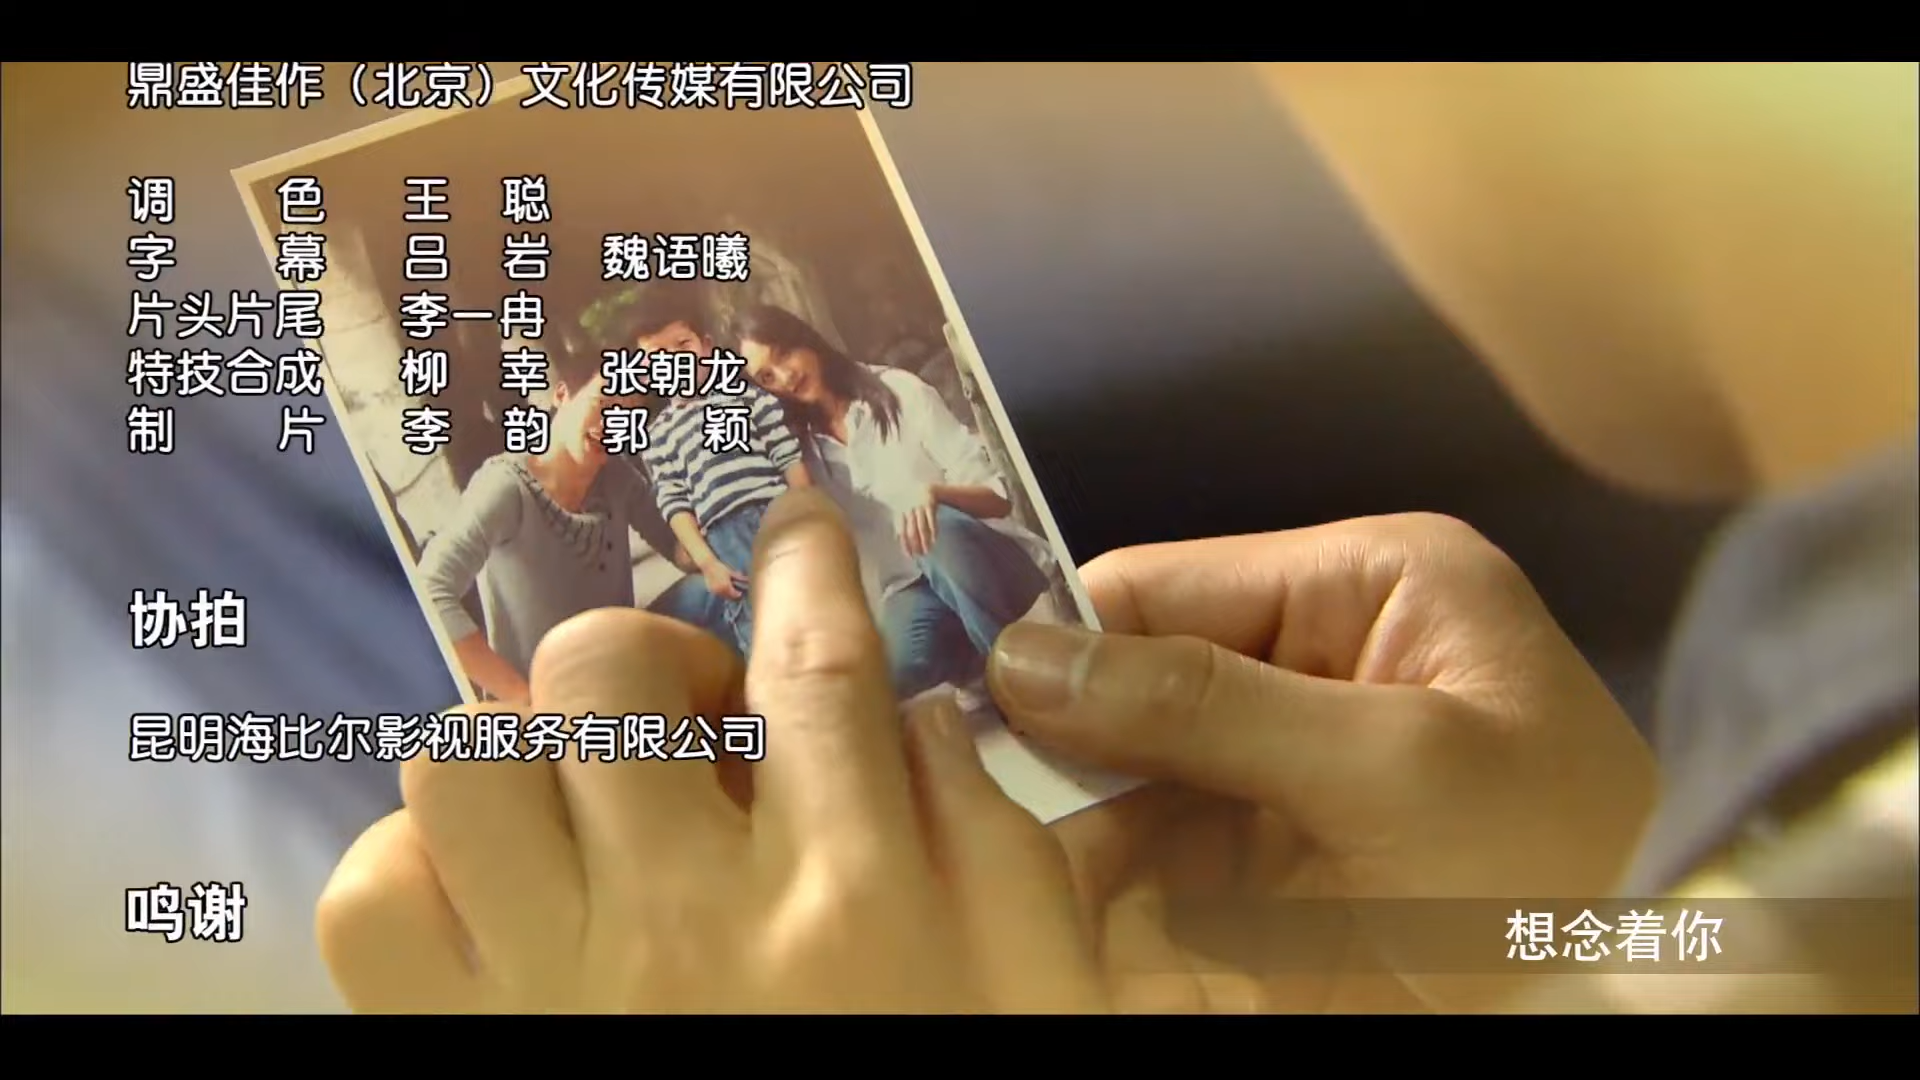 鼎盛佳作（北京）文化传媒有限公司
调 色 王 聪
字 幕 吕 岩 魏语曦
片头片尾 李一冉
特技合成 柳 幸 张朝龙
制 片 李 韵 郭 颖
协拍
昆明海比尔影视服务有限公司
鸣谢
想念着你